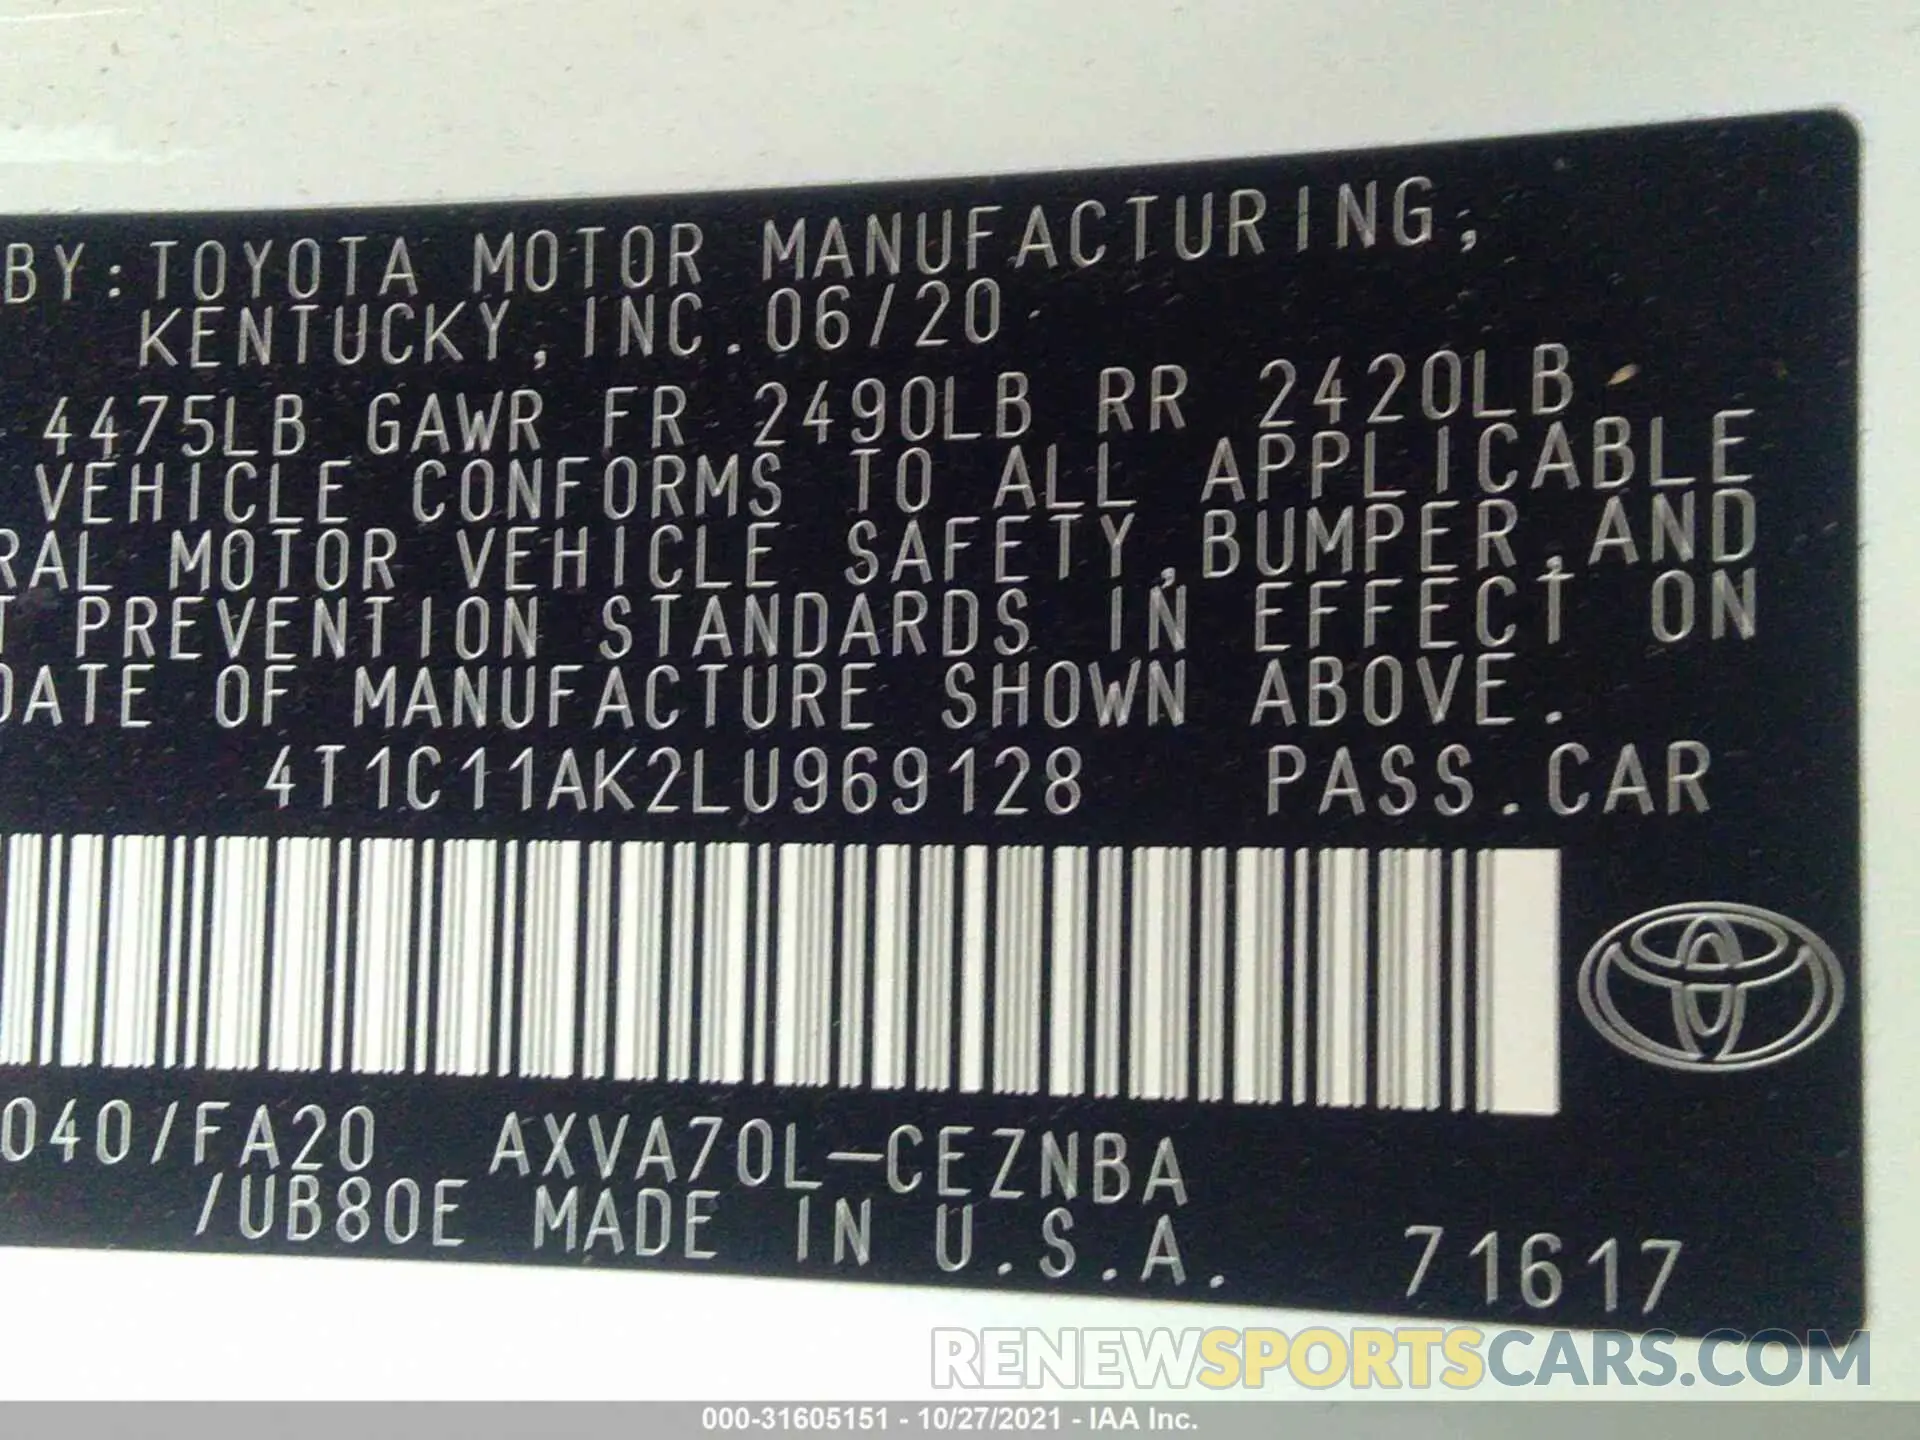 BY: TOYOTA MOTOR MANUFACTURING,
KENTUCKY, INC. 06/20
4475LB GAWR FR 2490LB RR 2420LB
VEHICLE CONFORMS TO ALL APPLICABLE
RAL MOTOR VEHICLE SAFETY, BUMPER, AND
T PREVENTION STANDARDS IN EFFECT ON
DATE OF MANUFACTURE SHOWN ABOVE.
4T1C11AK2LU969128 PASS. CAR
040/FA20 AXVA70L-CEZNBA
/UB80E MADE IN U.S.A. 71617
RENEWSPORTSCARS.COM
000-31605151 - 10/27/2021 - IAA Inc.